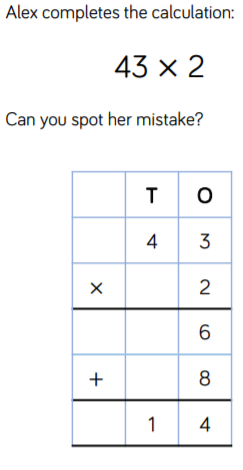 Alex completes the calculation:
43 × 2
Can you spot her mistake?
T O
4 3
× 2
6
+ 8
1 4